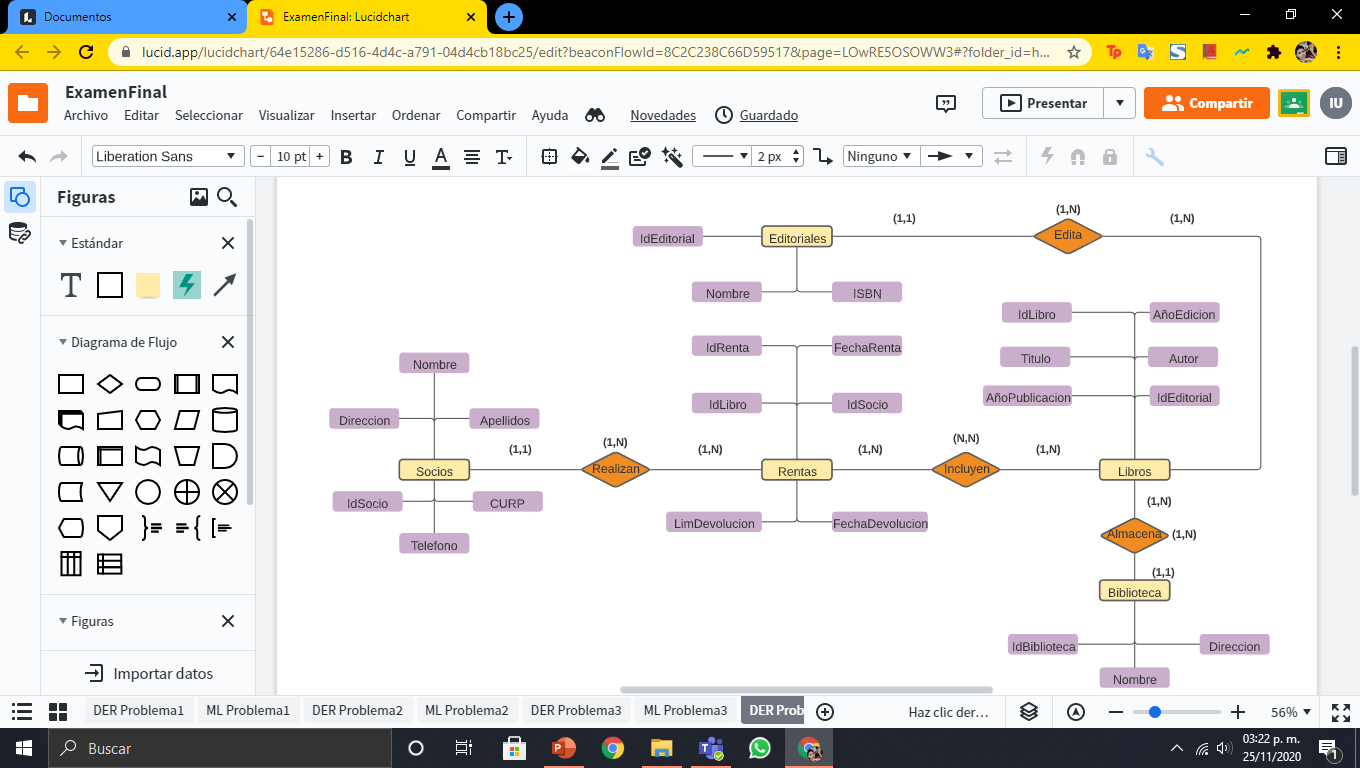 Documentos
ExamenFinal: Lucidchart
lucid.app/lucidchart/64e15286-d516-4d4c-a791-04d4cb18bc25/edit?beaconFlowId=8C2C238C66D59517&page=LOwRE5OSOWW3#?folder_id=h...
ExamenFinal
Archivo Editar Seleccionar Visualizar Insertar Ordenar Compartir Ayuda Novedades Guardado
Presentar
Compartir
IU
Liberation Sans
10 pt
B I U A T
2 px
Ninguno
Figuras
Estándar
T
Diagrama de Flujo
Figuras
Importar datos
(1,1)
(1,N)
(1,N)
IdEditorial
Editoriales
Edita
Nombre
ISBN
IdLibro
AñoEdicion
IdRenta
FechaRenta
Titulo
Autor
Nombre
AñoPublicacion
IdEditorial
IdLibro
IdSocio
Direccion
Apellidos
(1,1)
(1,N)
(1,N)
(1,N)
(N,N)
(1,N)
Socios
Realizan
Rentas
Incluyen
Libros
IdSocio
CURP
(1,N)
LimDevolucion
FechaDevolucion
Telefono
Almacena
(1,N)
(1,1)
Biblioteca
IdBiblioteca
Direccion
Nombre
DER Problema1
ML Problema1
DER Problema2
ML Problema2
DER Problema3
ML Problema3
DER Prob
Haz clic der...
56%
Buscar
03:22 p. m.
25/11/2020
1